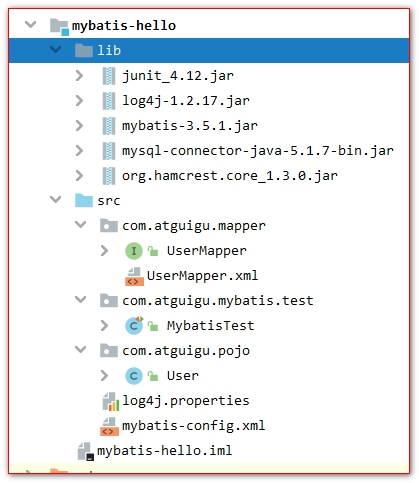 mybatis-hello
lib
junit_4.12.jar
log4j-1.2.17.jar
mybatis-3.5.1.jar
mysql-connector-java-5.1.7-bin.jar
org.hamcrest.core_1.3.0.jar
src
com.atguigu.mapper
I UserMapper
UserMapper.xml
com.atguigu.mybatis.test
C MybatisTest
com.atguigu.pojo
C User
log4j.properties
mybatis-config.xml
mybatis-hello.iml